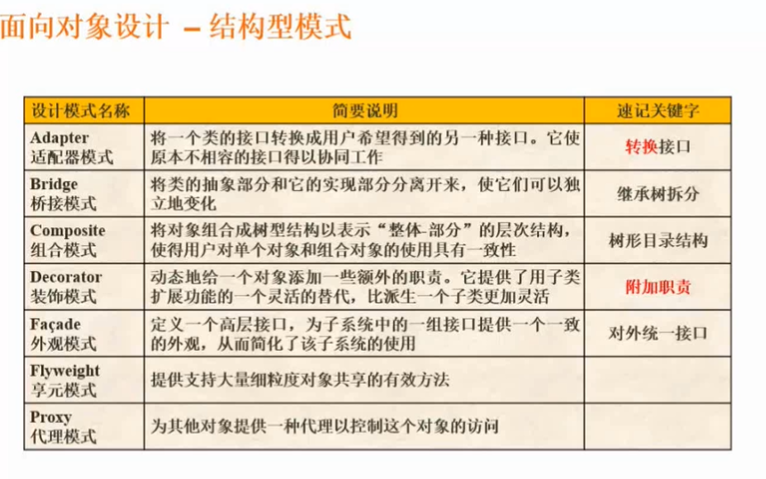 面向对象设计 – 结构型模式
设计模式名称 简要说明 速记关键字
Adapter
适配器模式
将一个类的接口转换成用户希望得到的另一种接口。它使
原本不相容的接口得以协同工作
转换接口
Bridge
桥接模式
将类的抽象部分和它的实现部分分离开来，使它们可以独
立地变化
继承树拆分
Composite
组合模式
将对象组合成树型结构以表示“整体-部分”的层次结构，
使得用户对单个对象和组合对象的使用具有一致性
树形目录结构
Decorator
装饰模式
动态地给一个对象添加一些额外的职责。它提供了用子类
扩展功能的一个灵活的替代，比派生一个子类更加灵活
附加职责
Façade
外观模式
定义一个高层接口，为子系统中的一组接口提供一个一致
的外观，从而简化了该子系统的使用
对外统一接口
Flyweight
享元模式
提供支持大量细粒度对象共享的有效方法
Proxy
代理模式
为其他对象提供一种代理以控制这个对象的访问